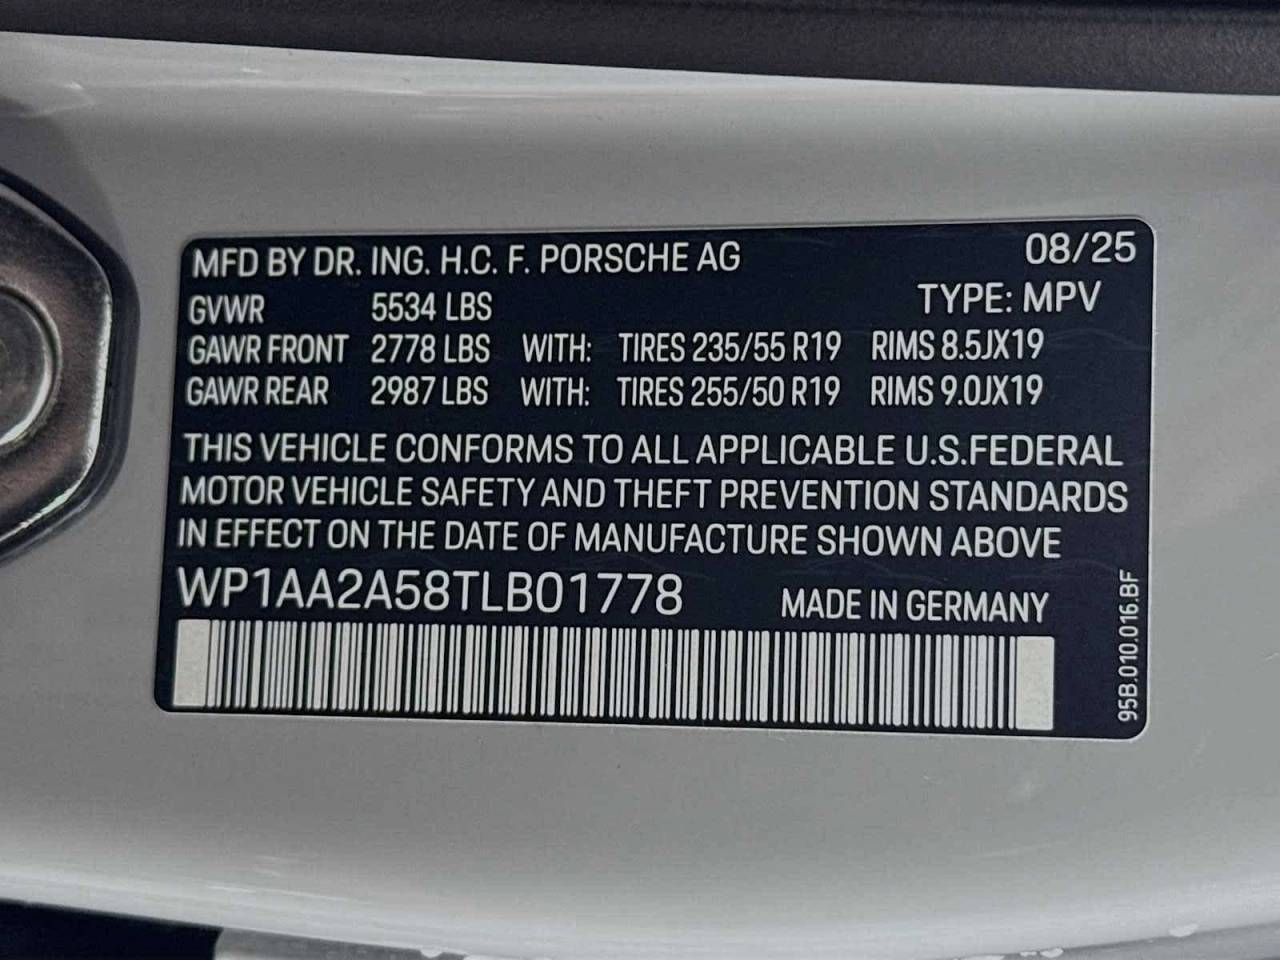 MFD BY DR. ING. H.C. F. PORSCHE AG 08/25
GVWR 5534 LBS TYPE: MPV
GAWR FRONT 2778 LBS WITH: TIRES 235/55 R19 RIMS 8.5JX19
GAWR REAR 2987 LBS WITH: TIRES 255/50 R19 RIMS 9.0JX19
THIS VEHICLE CONFORMS TO ALL APPLICABLE U.S.FEDERAL
MOTOR VEHICLE SAFETY AND THEFT PREVENTION STANDARDS
IN EFFECT ON THE DATE OF MANUFACTURE SHOWN ABOVE
WP1AA2A58TLB01778 MADE IN GERMANY
95B.010.016.BF